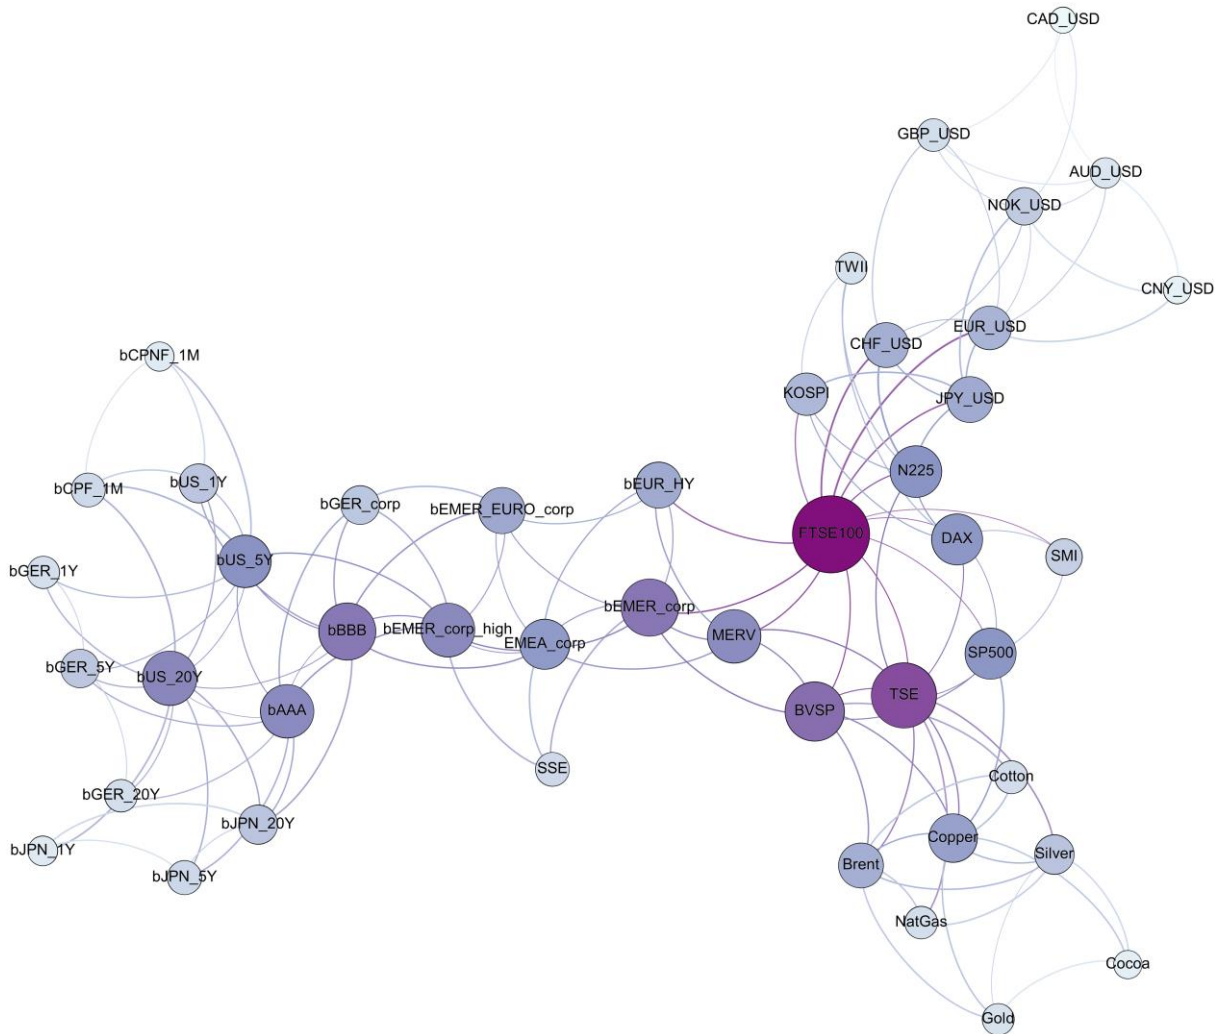 CAD_USD
GBP_USD
AUD_USD
NOK_USD
TWII
CNY_USD
EUR_USD
CHF_USD
bCPNF_1M
KOSPI
JPY_USD
N225
bUS_1Y
bEUR_HY
bCPF_1M
bGER_corp
bEMER_EURO_corp
FTSE100
DAX
SMI
bUS_5Y
bGER_1Y
bEMER_corp
bBBB
bEMER_corp_high
EMEA_corp
MERV
SP500
bGER_5Y
bUS_20Y
TSE
bAAA
BVSP
SSE
Cotton
bGER_20Y
bJPN_20Y
Copper
bJPN_1Y
Silver
Brent
bJPN_5Y
NatGas
Cocoa
Gold